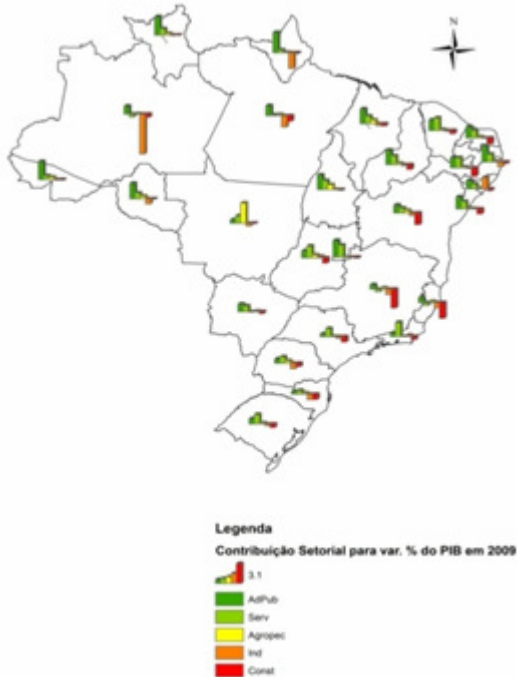 N
Legenda
Contribuição Setorial para var. % do PIB em 2009
3.1
AdPub
Serv
Agropec
Ind
Const